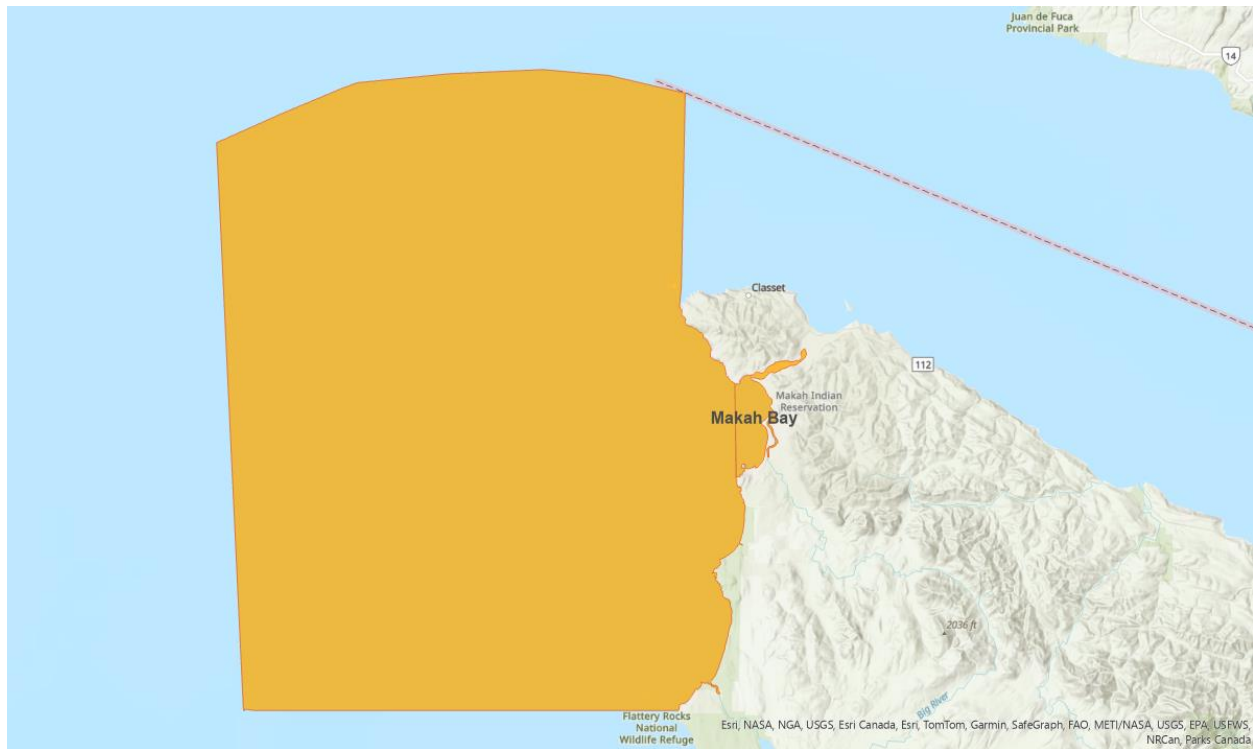 Juan de Fuca
Provincial Park
14
Classet
112
Makah Indian
Reservation
Makah Bay
2036 ft
Big River
Flattery Rocks
National
Wildlife Refuge
Esri, NASA, NGA, USGS, Esri Canada, Esri, TomTom, Garmin, SafeGraph, FAO, METI/NASA, USGS, EPA, USFWS,
NRCan, Parks Canada